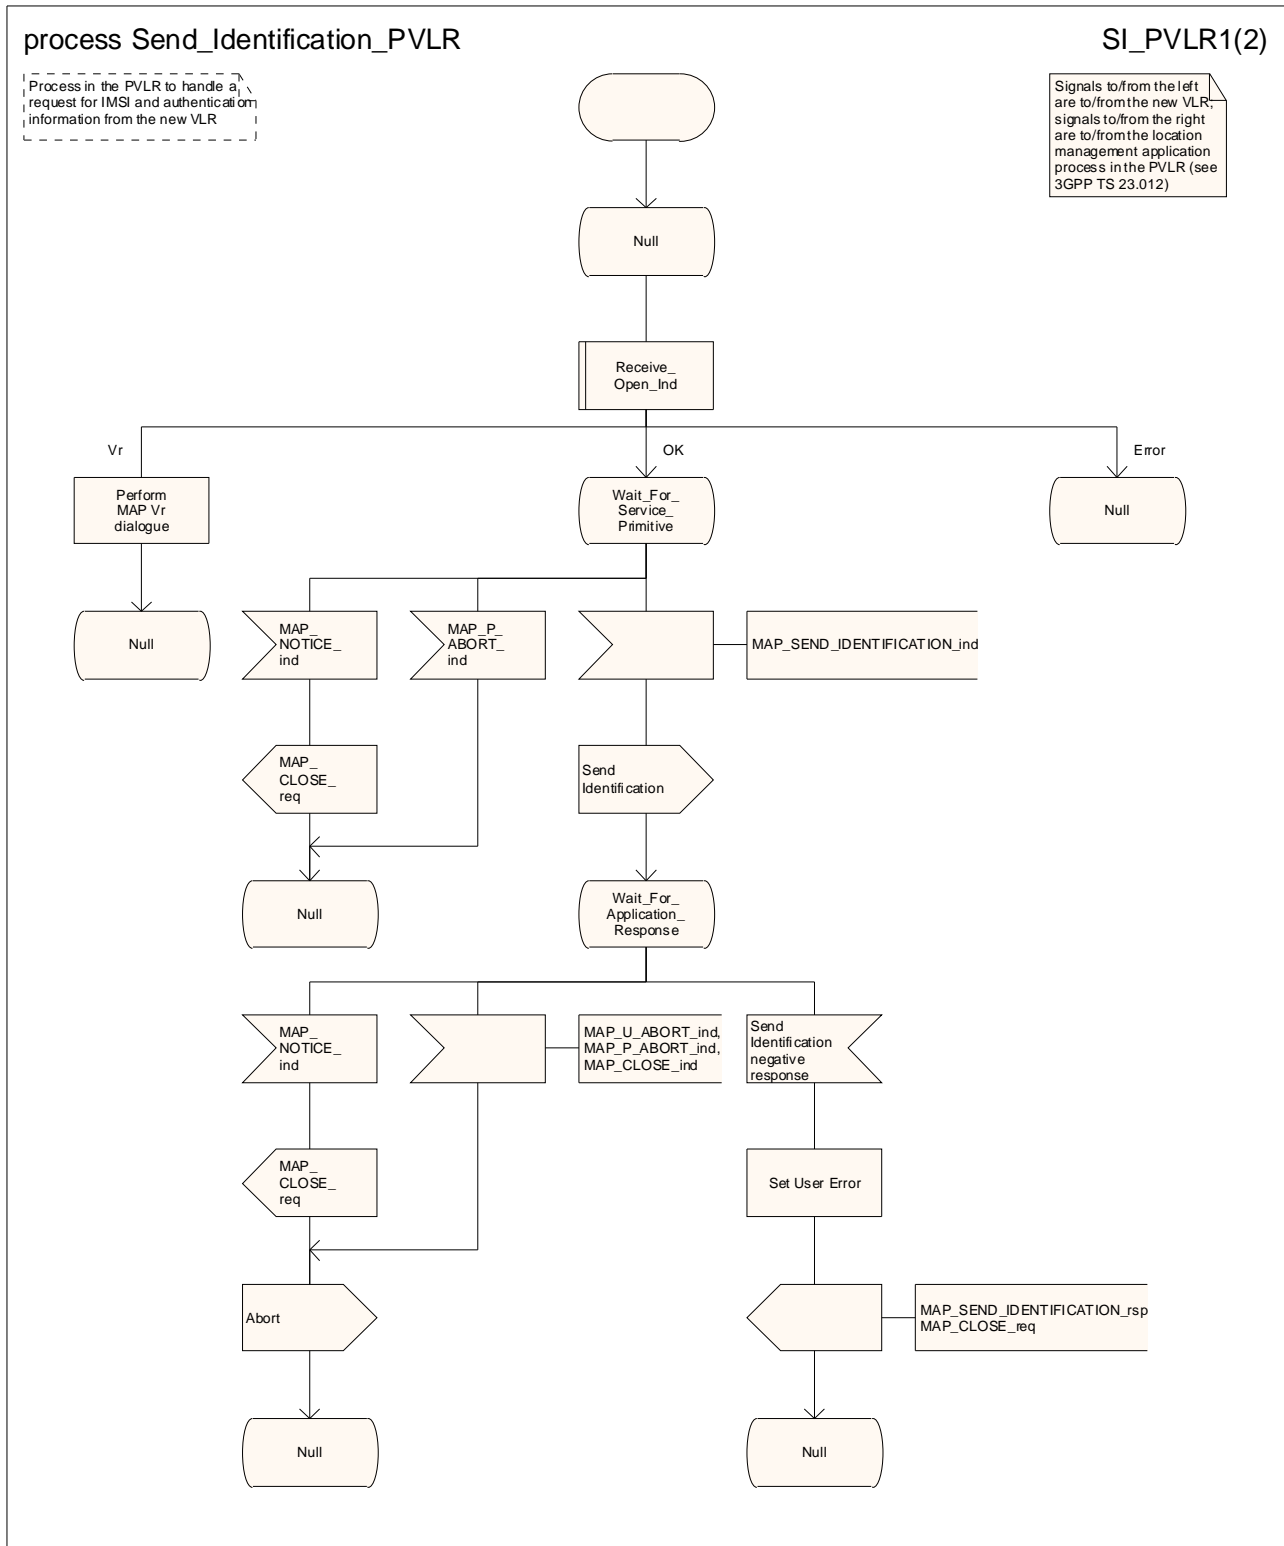 process Send_Identification_PVLR
SI_PVLR1(2)
Process in the PVLR to handle a
request for IMSI and authentication
information from the new VLR
Signals to/from the left
are to/from the new VLR;
signals to/from the right
are to/from the location
management application
process in the PVLR (see
3GPP TS 23.012)
Null
Receive_
Open_Ind
Vr
OK
Error
Perform
MAP Vr
dialogue
Wait_For_
Service_
Primitive
Null
Null
MAP_
NOTICE_
ind
MAP_P_
ABORT_
ind
MAP_SEND_IDENTIFICATION_ind
MAP_
CLOSE_
req
Send
Identification
Null
Wait_For_
Application_
Response
MAP_
NOTICE_
ind
MAP_U_ABORT_ind,
MAP_P_ABORT_ind,
MAP_CLOSE_ind
Send
Identification
negative
response
MAP_
CLOSE_
req
Set User Error
Abort
MAP_SEND_IDENTIFICATION_rsp
MAP_CLOSE_req
Null
Null